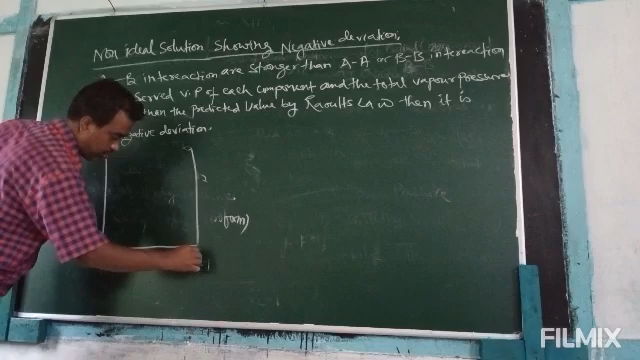 Non ideal Solution Showing Negative deviation.
-B interaction are stronger than A-A or B-B interaction
served V.P of each component and the total vapour pressure
than the predicted value by Raoults Law then it is
gative deviation.
FILMIX